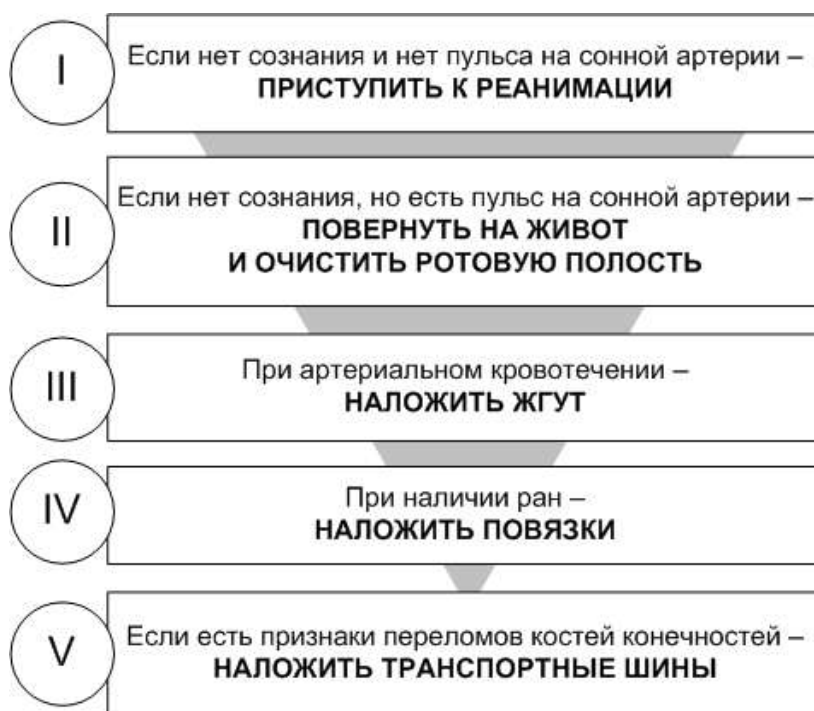 I
Если нет сознания и нет пульса на сонной артерии –
ПРИСТУПИТЬ К РЕАНИМАЦИИ
II
Если нет сознания, но есть пульс на сонной артерии –
ПОВЕРНУТЬ НА ЖИВОТ
И ОЧИСТИТЬ РОТОВУЮ ПОЛОСТЬ
III
При артериальном кровотечении –
НАЛОЖИТЬ ЖГУТ
IV
При наличии ран –
НАЛОЖИТЬ ПОВЯЗКИ
V
Если есть признаки переломов костей конечностей –
НАЛОЖИТЬ ТРАНСПОРТНЫЕ ШИНЫ